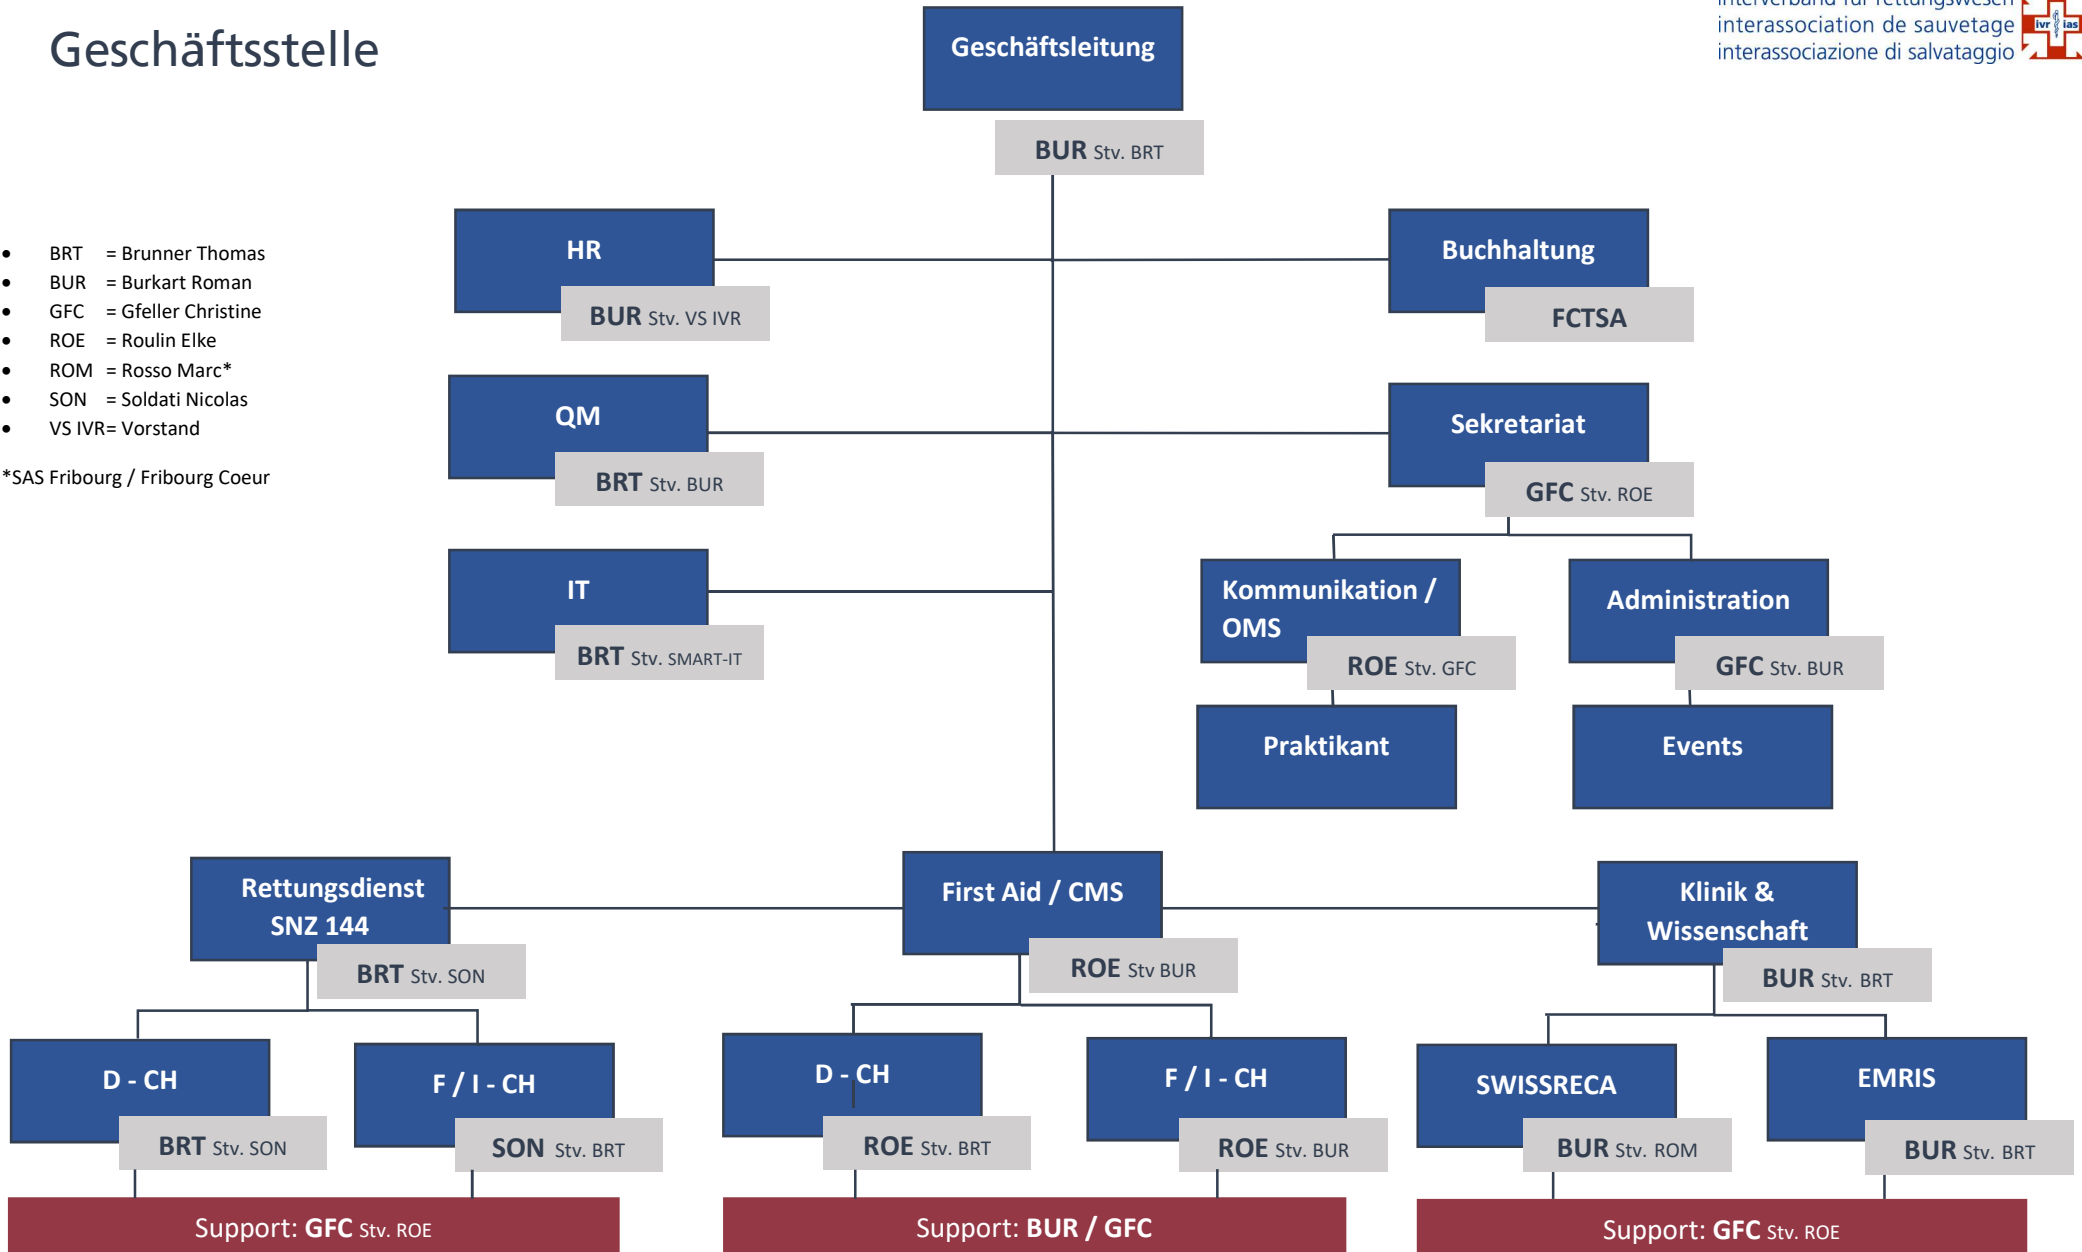 Geschäftsstelle
Geschäftsleitung
BUR Stv. BRT
interverband für rettungswesen
interassociation de sauvetage
interassociazione di salvataggio
ivr ias
• BRT = Brunner Thomas
• BUR = Burkart Roman
• GFC = Gfeller Christine
• ROE = Roulin Elke
• ROM = Rosso Marc*
• SON = Soldati Nicolas
• VS IVR= Vorstand
*SAS Fribourg / Fribourg Coeur
HR
BUR Stv. VS IVR
Buchhaltung
FCTSA
QM
BRT Stv. BUR
Sekretariat
GFC Stv. ROE
IT
BRT Stv. SMART-IT
Kommunikation /
OMS
ROE Stv. GFC
Administration
GFC Stv. BUR
Praktikant
Events
Rettungsdienst
SNZ 144
BRT Stv. SON
First Aid / CMS
ROE Stv BUR
Klinik &
Wissenschaft
BUR Stv. BRT
D - CH
BRT Stv. SON
F / I - CH
SON Stv. BRT
D - CH
ROE Stv. BRT
F / I - CH
ROE Stv. BUR
SWISSRECA
BUR Stv. ROM
EMRIS
BUR Stv. BRT
Support: GFC Stv. ROE
Support: BUR / GFC
Support: GFC Stv. ROE